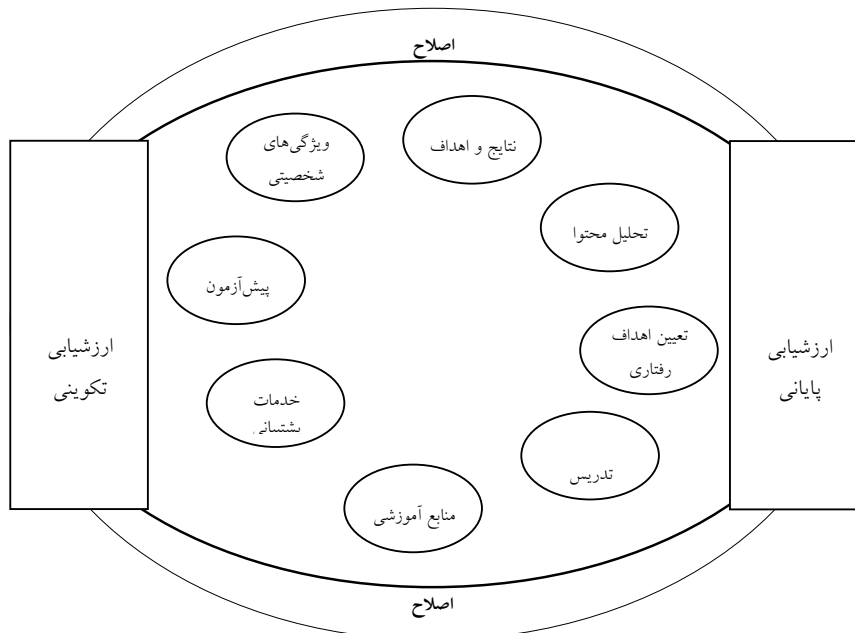 اصلاح
نتایج و اهداف
ویژگی‌های
شخصیتی
تحلیل محتوا
پیش‌آزمون
تعیین اهداف
رفتاری
ارزشیابی
پایانی
ارزشیابی
تکوینی
خدمات
پشتیبانی
تدریس
منابع آموزشی
اصلاح